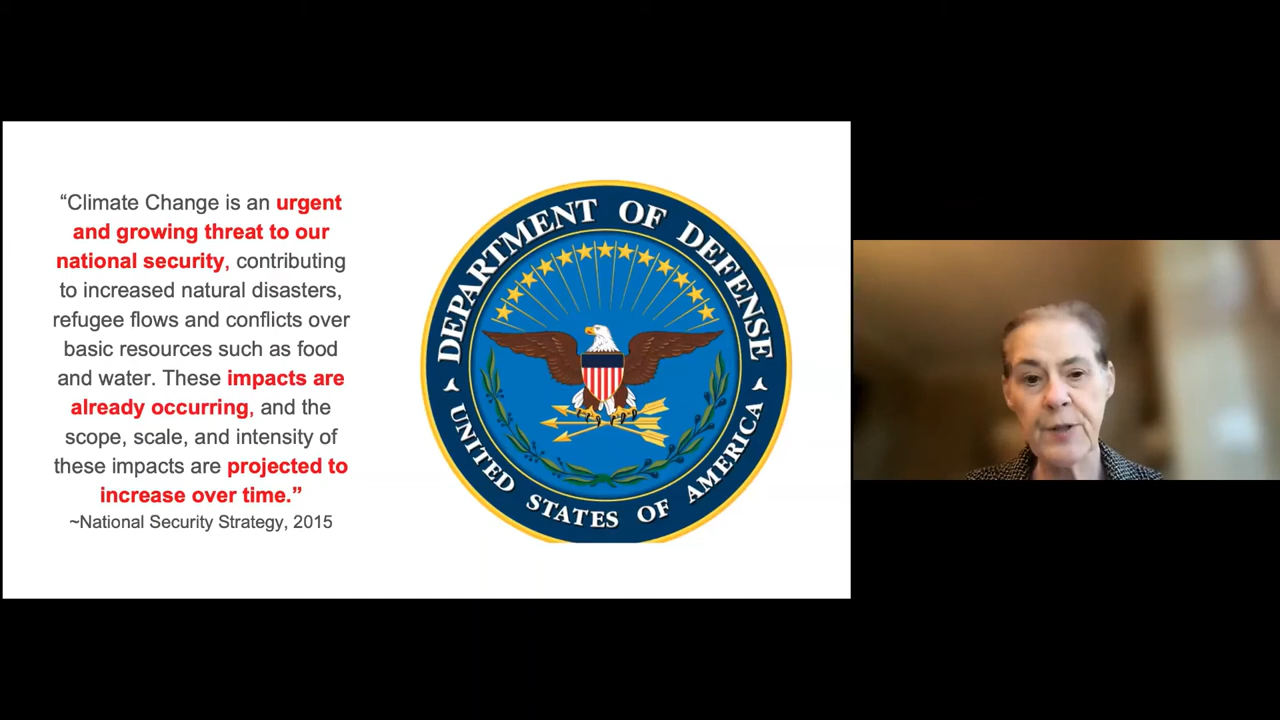 “Climate Change is an urgent
and growing threat to our
national security, contributing
to increased natural disasters,
refugee flows and conflicts over
basic resources such as food
and water. These impacts are
already occurring, and the
scope, scale, and intensity of
these impacts are projected to
increase over time.”
~National Security Strategy, 2015
DEPARTMENT OF DEFENSE
UNITED STATES OF AMERICA